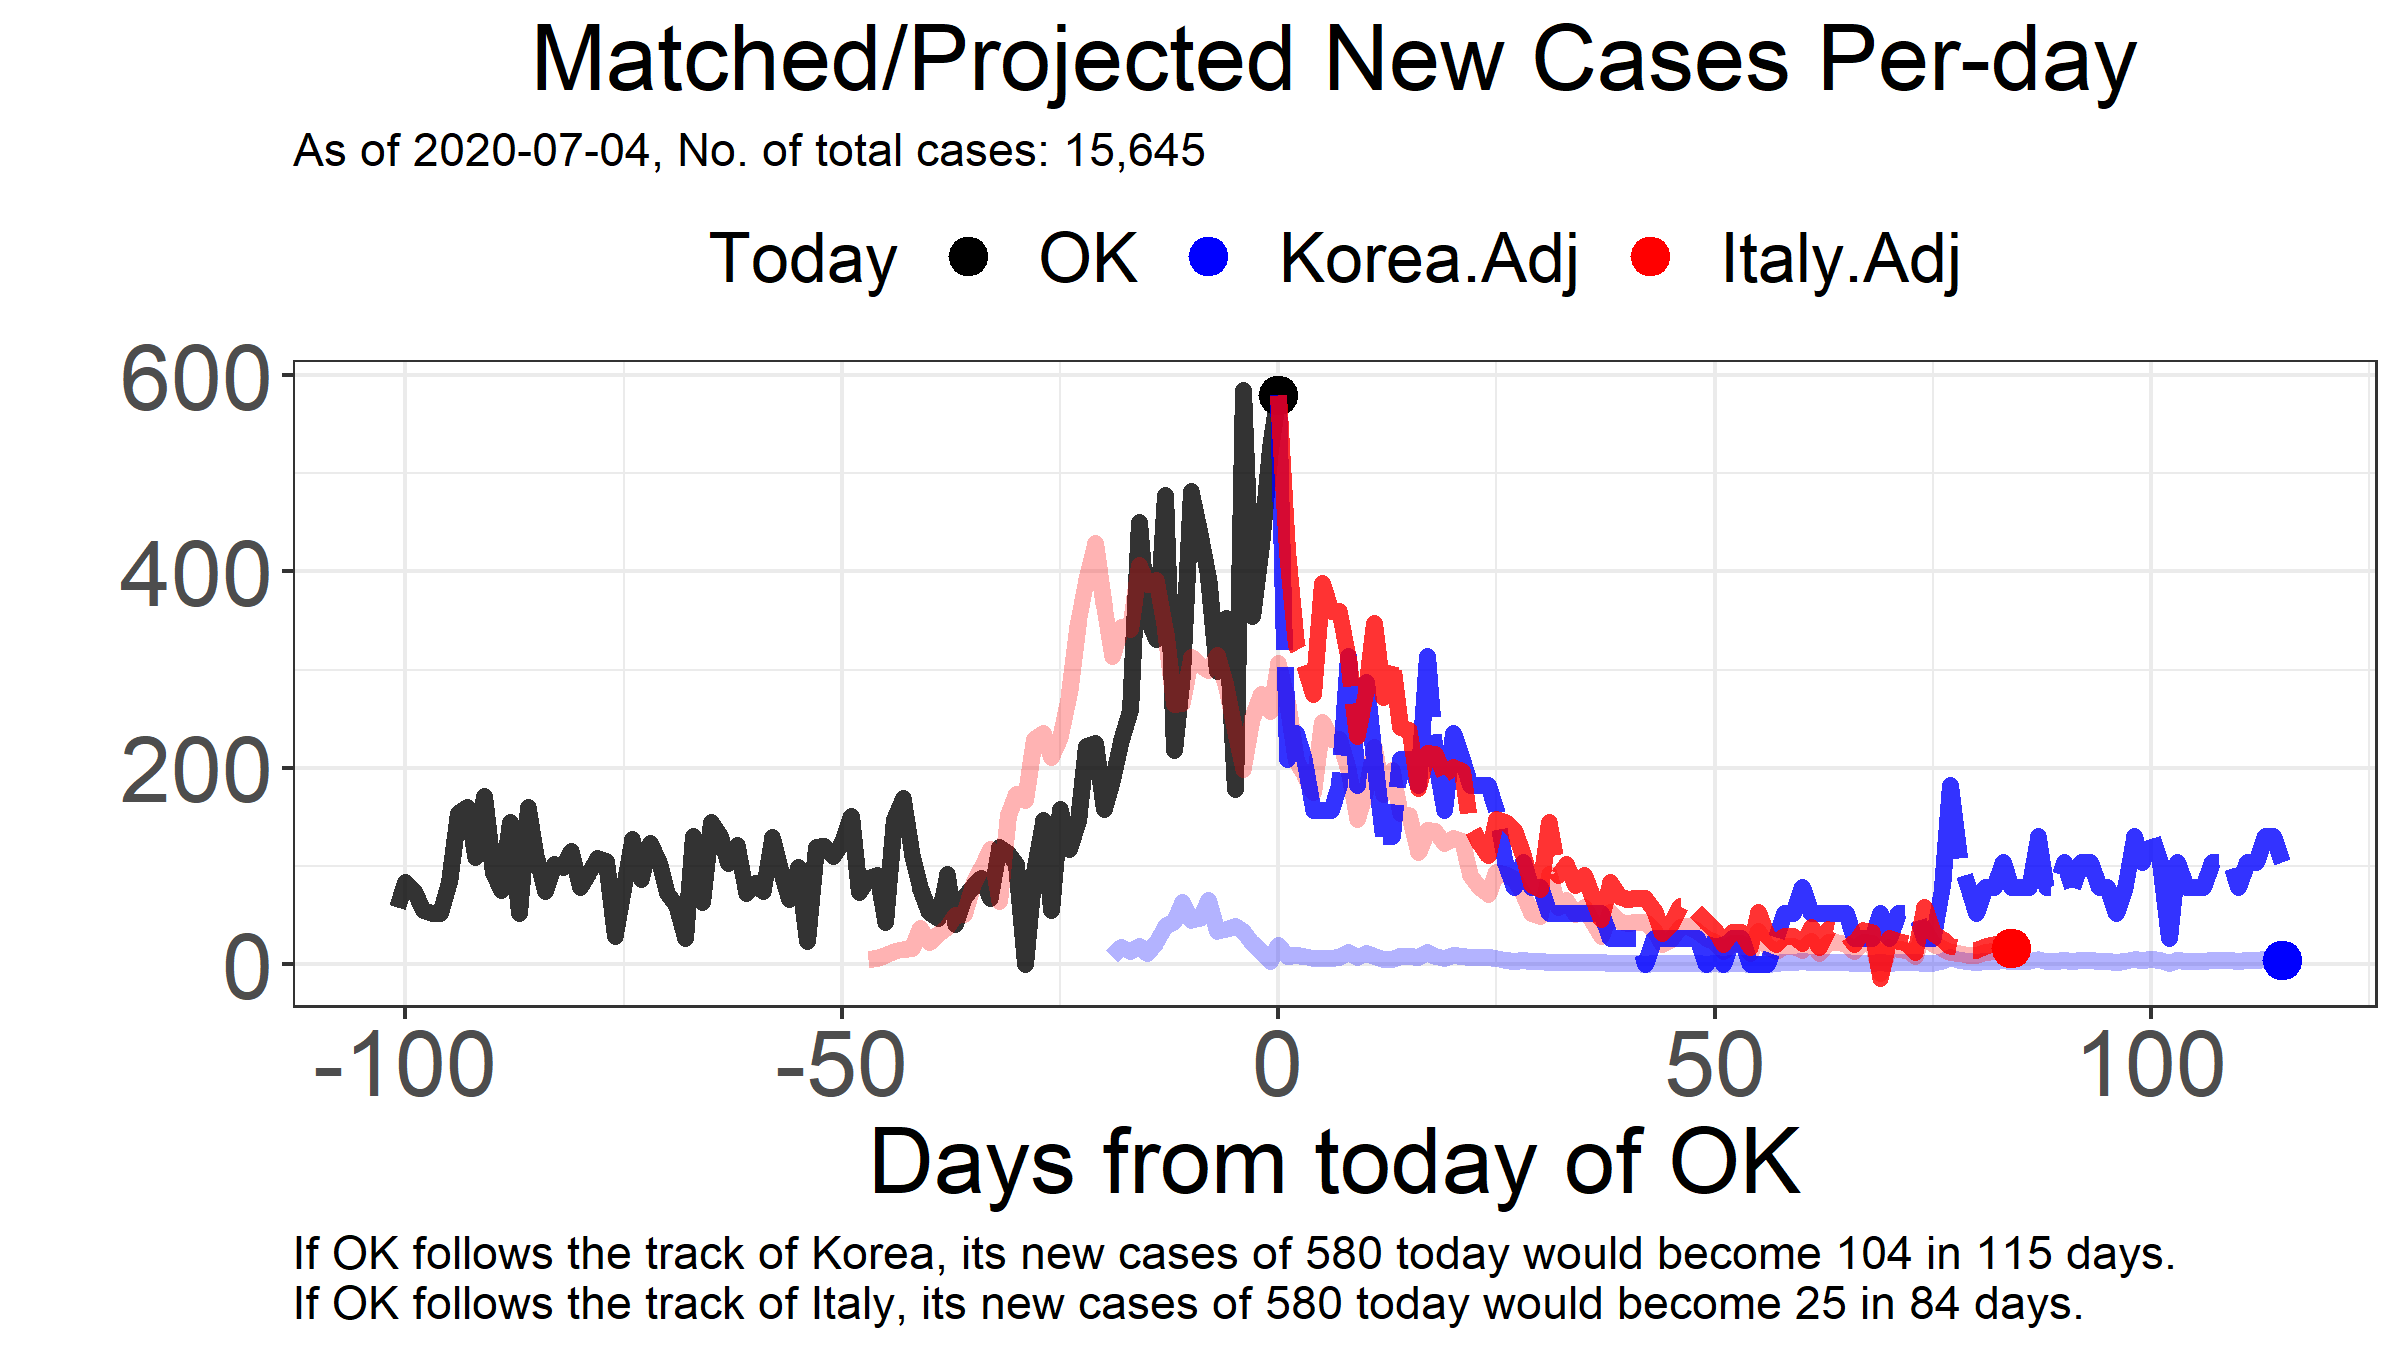 Matched/Projected New Cases Per-day
As of 2020-07-04, No. of total cases: 15,645
Today OK Korea.Adj Italy.Adj
600
400
200
0
-100 -50 0 50 100
Days from today of OK
If OK follows the track of Korea, its new cases of 580 today would become 104 in 115 days.
If OK follows the track of Italy, its new cases of 580 today would become 25 in 84 days.